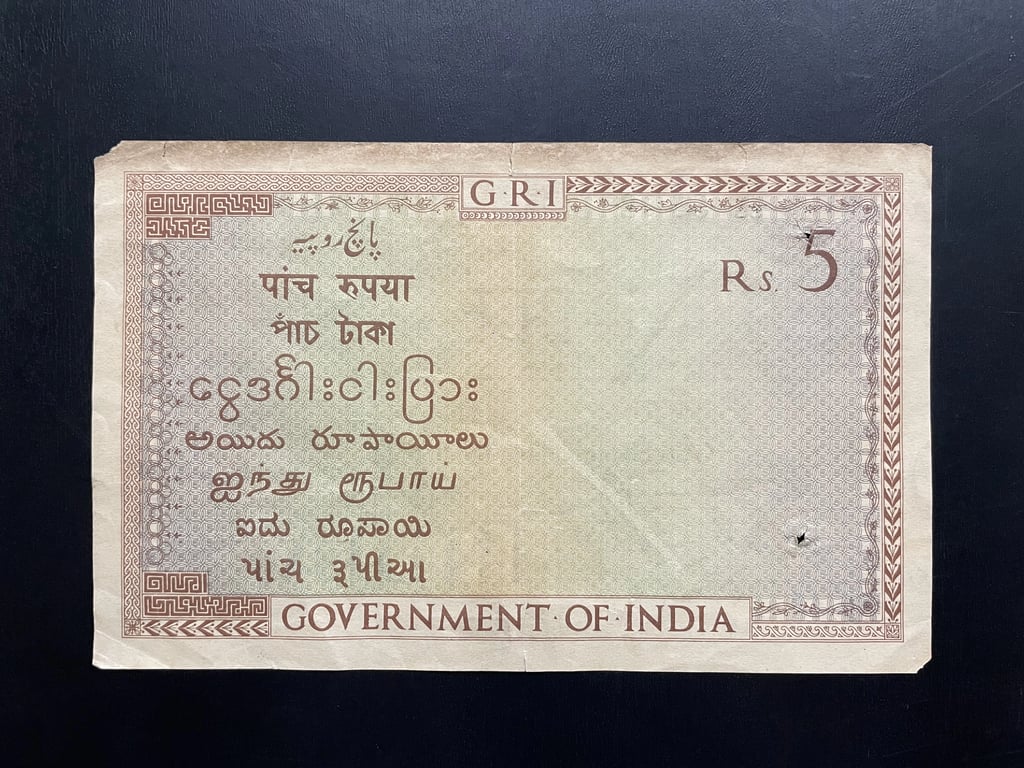 G·R·I
Rs. 5
پانچ روپیہ
पांच रुपया
পাঁচ টাকা
ငွေဒင်္ဂါးငါးပြား
అయిదు రూపాయీలు
ஐந்து ரூபாய்
ಐದು ರೂಪಾಯಿ
પાંચ રૂપીઆ
GOVERNMENT·OF·INDIA